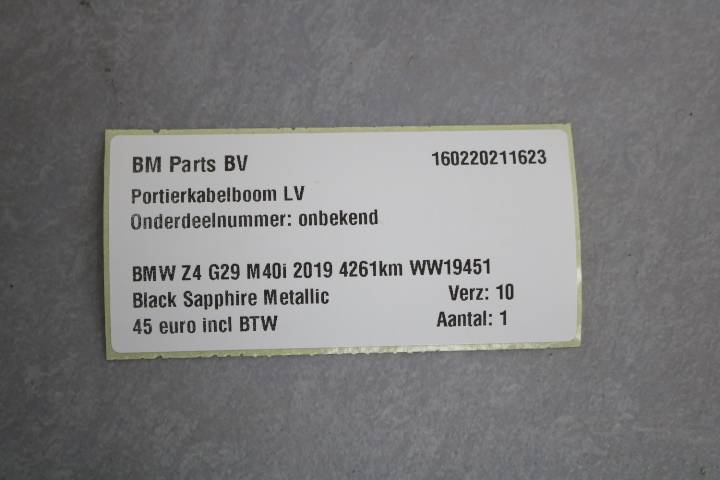 BM Parts BV 160220211623
Portierkabelboom LV
Onderdeelnummer: onbekend
BMW Z4 G29 M40i 2019 4261km WW19451
Black Sapphire Metallic Verz: 10
45 euro incl BTW Aantal: 1